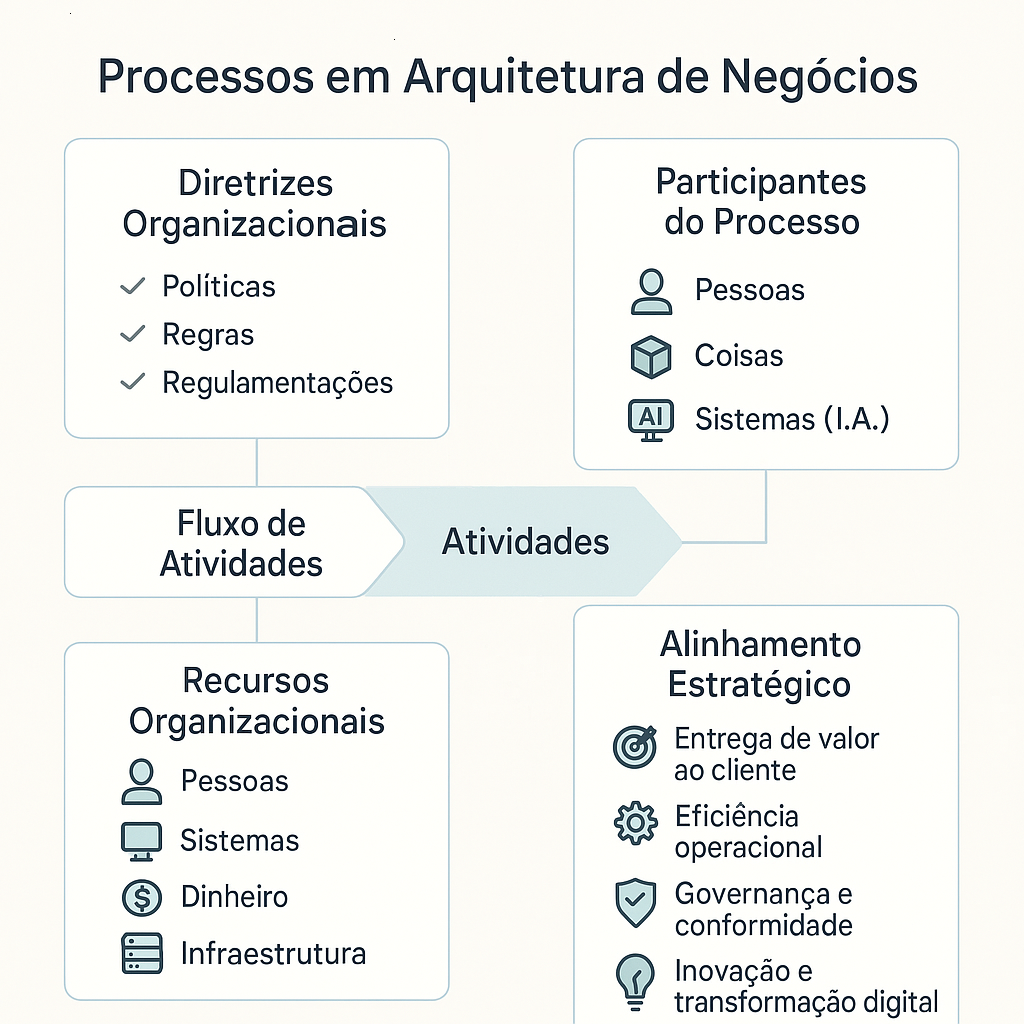 Processos em Arquitetura de Negócios
Diretrizes
Organizacionais
Políticas
Regras
Regulamentações
Participantes
do Processo
Pessoas
Coisas
AI
Sistemas (I.A.)
Fluxo de
Atividades
Atividades
Recursos
Organizacionais
Pessoas
Sistemas
$
Dinheiro
Infraestrutura
Alinhamento
Estratégico
Entrega de valor
ao cliente
Eficiência
operacional
Governança e
conformidade
Inovação e
transformação digital